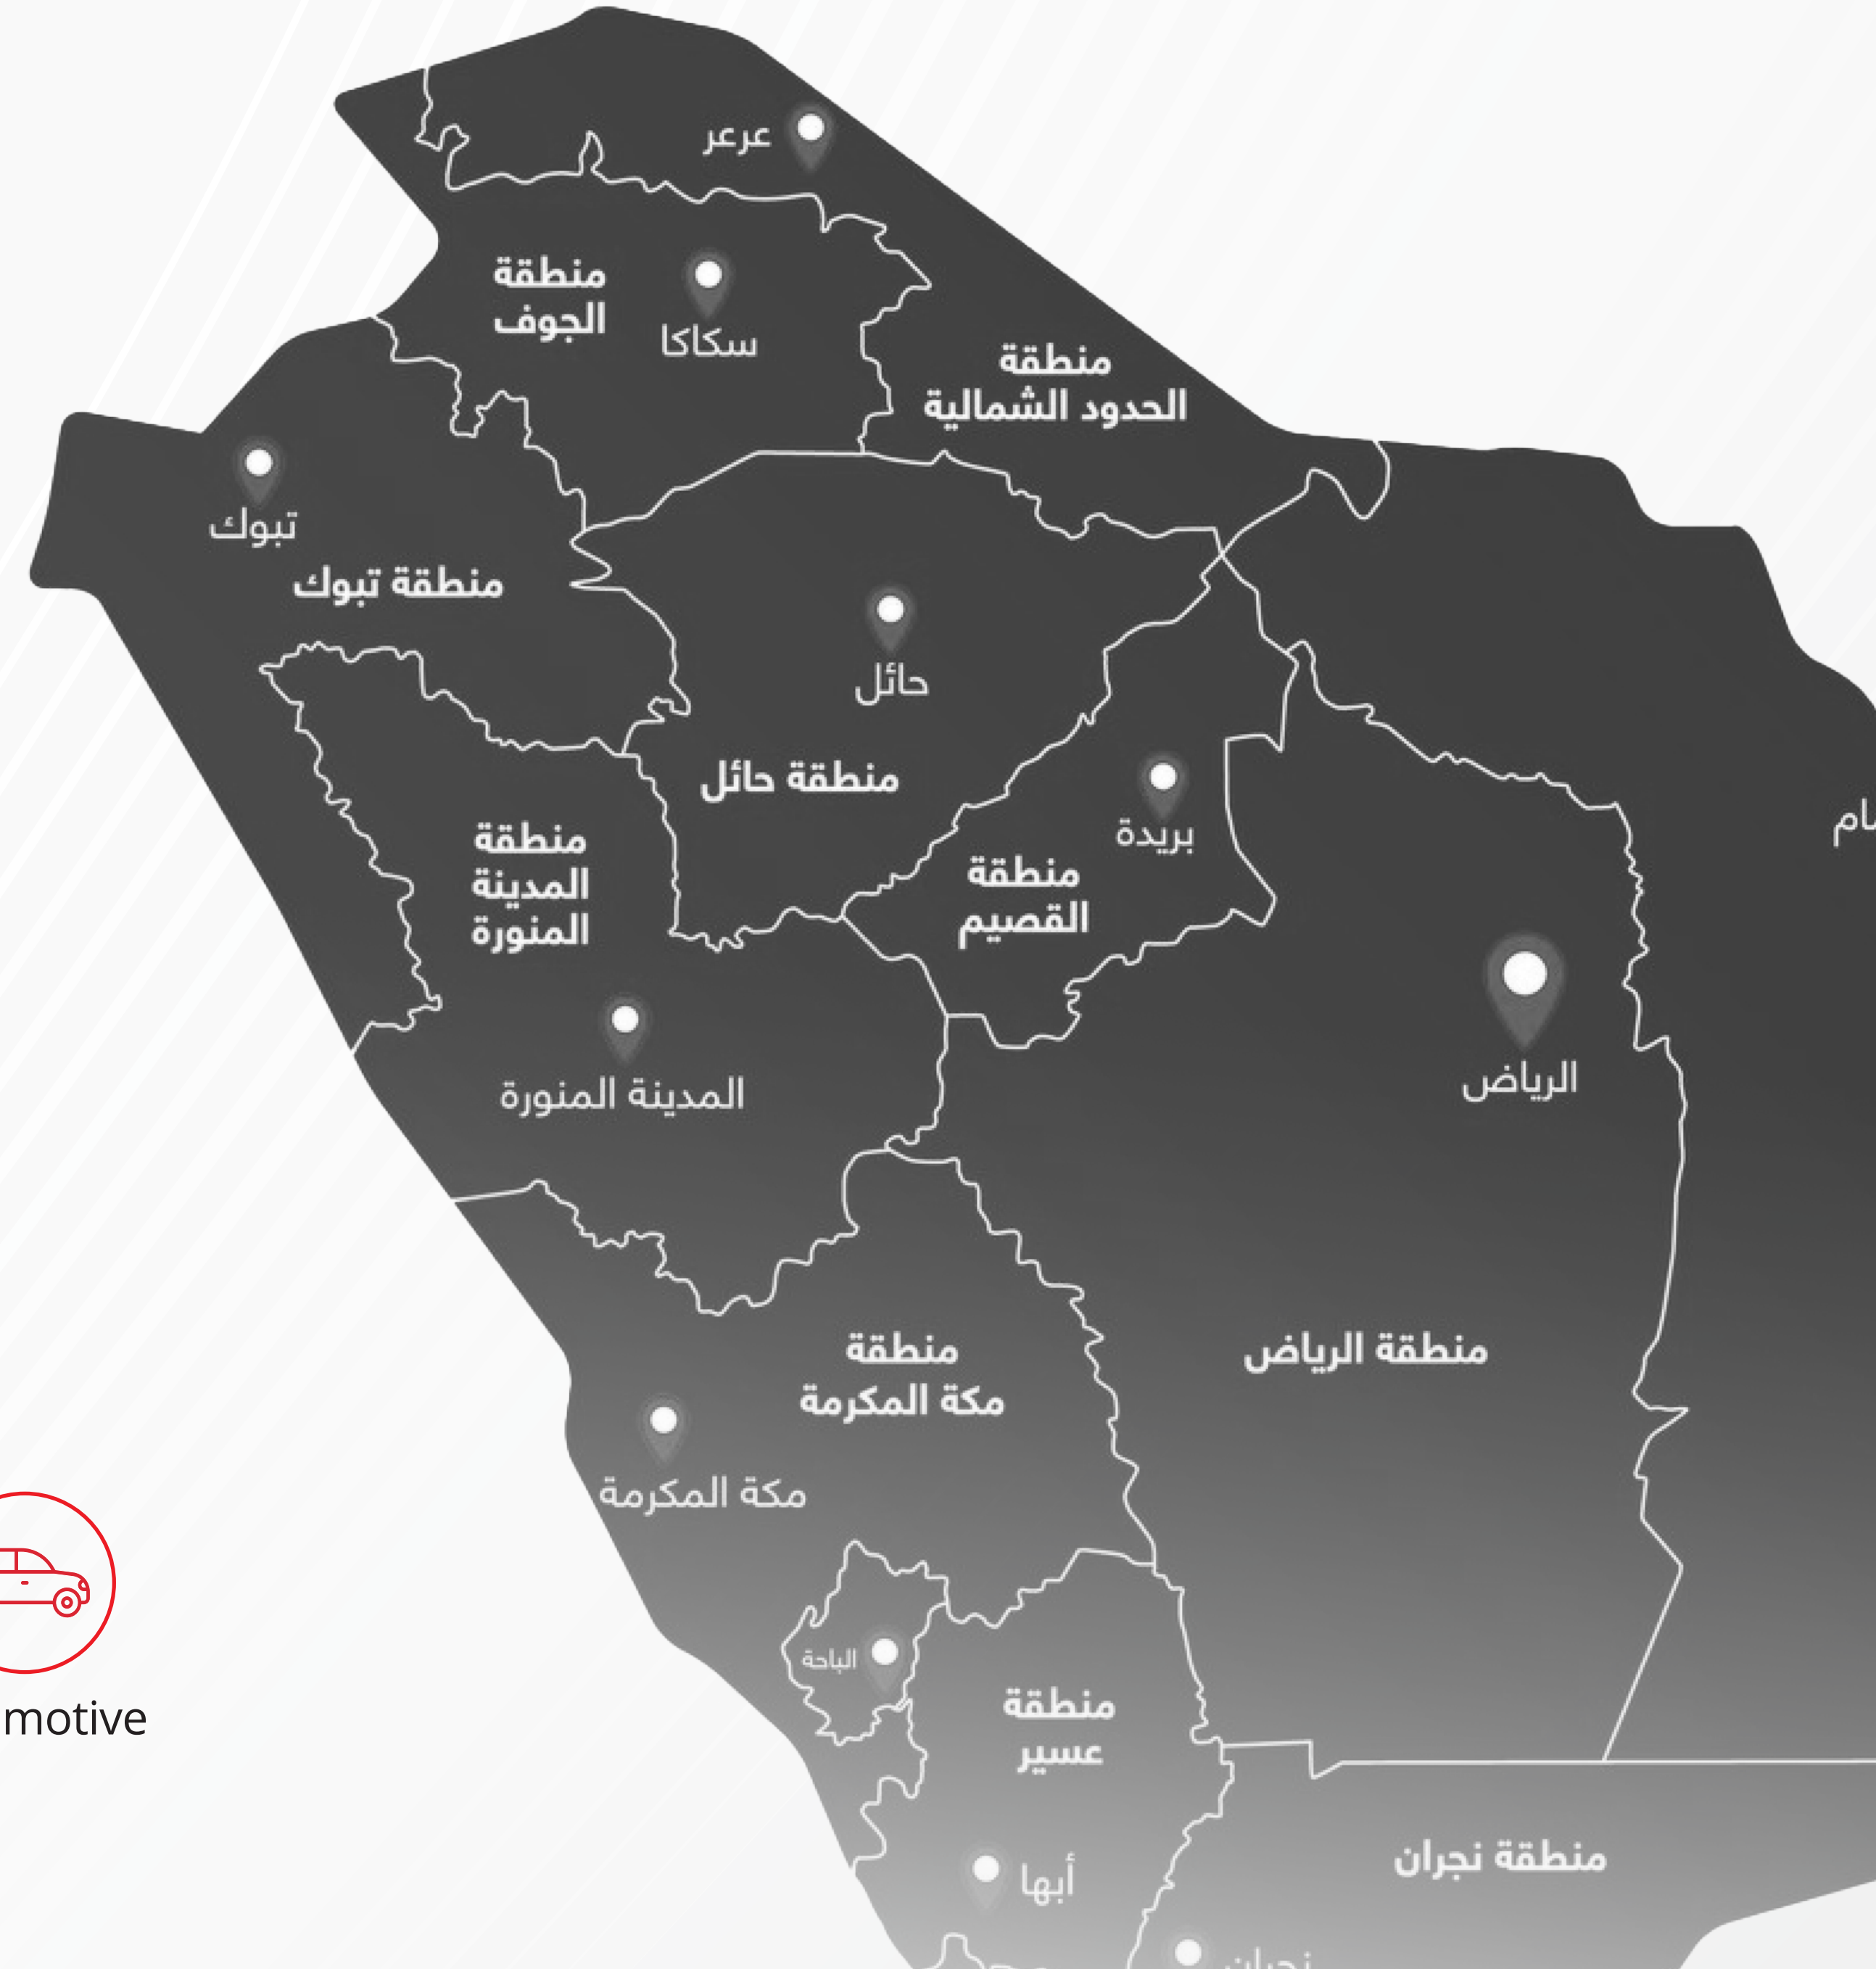 عرعر
منطقة
الجوف
سكاكا
منطقة
الحدود الشمالية
تبوك
منطقة تبوك
حائل
منطقة حائل
بريدة
منطقة
القصيم
منطقة
المدينة
المنورة
المدينة المنورة
الرياض
منطقة الرياض
منطقة
مكة المكرمة
مكة المكرمة
الباحة
منطقة
عسير
motive
منطقة نجران
أبها
نجران